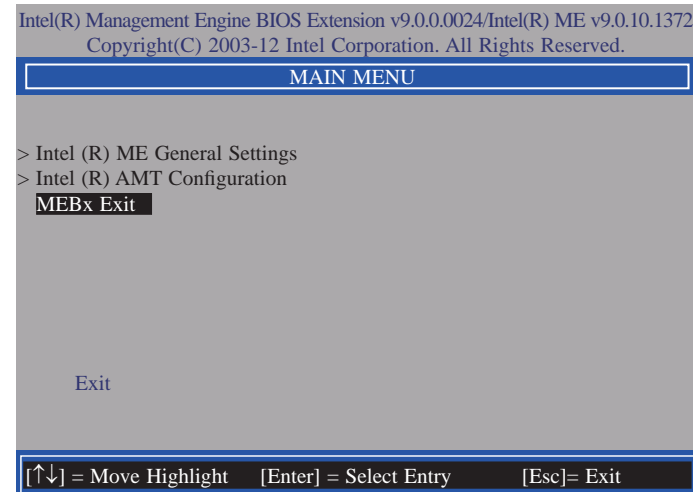 Intel(R) Management Engine BIOS Extension v9.0.0.0024/Intel(R) ME v9.0.10.1372
Copyright(C) 2003-12 Intel Corporation. All Rights Reserved.
MAIN MENU
> Intel (R) ME General Settings
> Intel (R) AMT Configuration
MEBx Exit
Exit
[↑↓] = Move Highlight [Enter] = Select Entry [Esc]= Exit